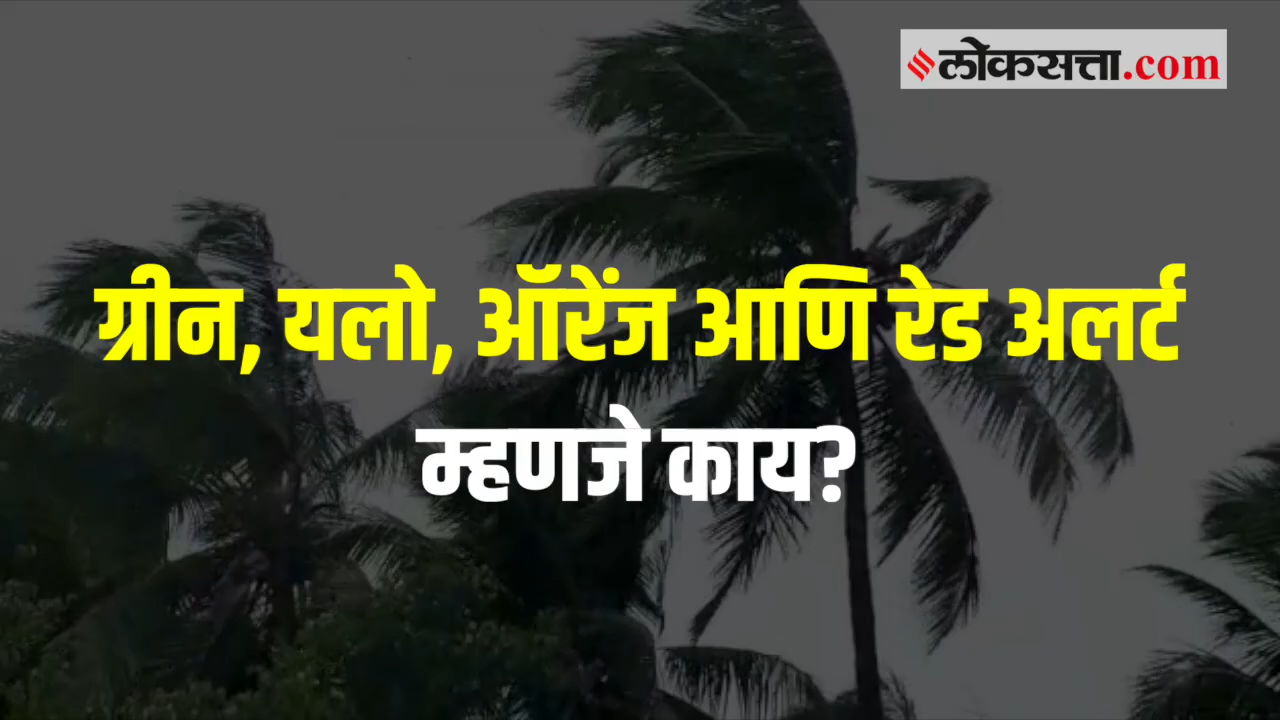 लोकसत्ता.com
ग्रीन, यलो, ऑरेंज आणि रेड अलर्ट
म्हणजे काय?